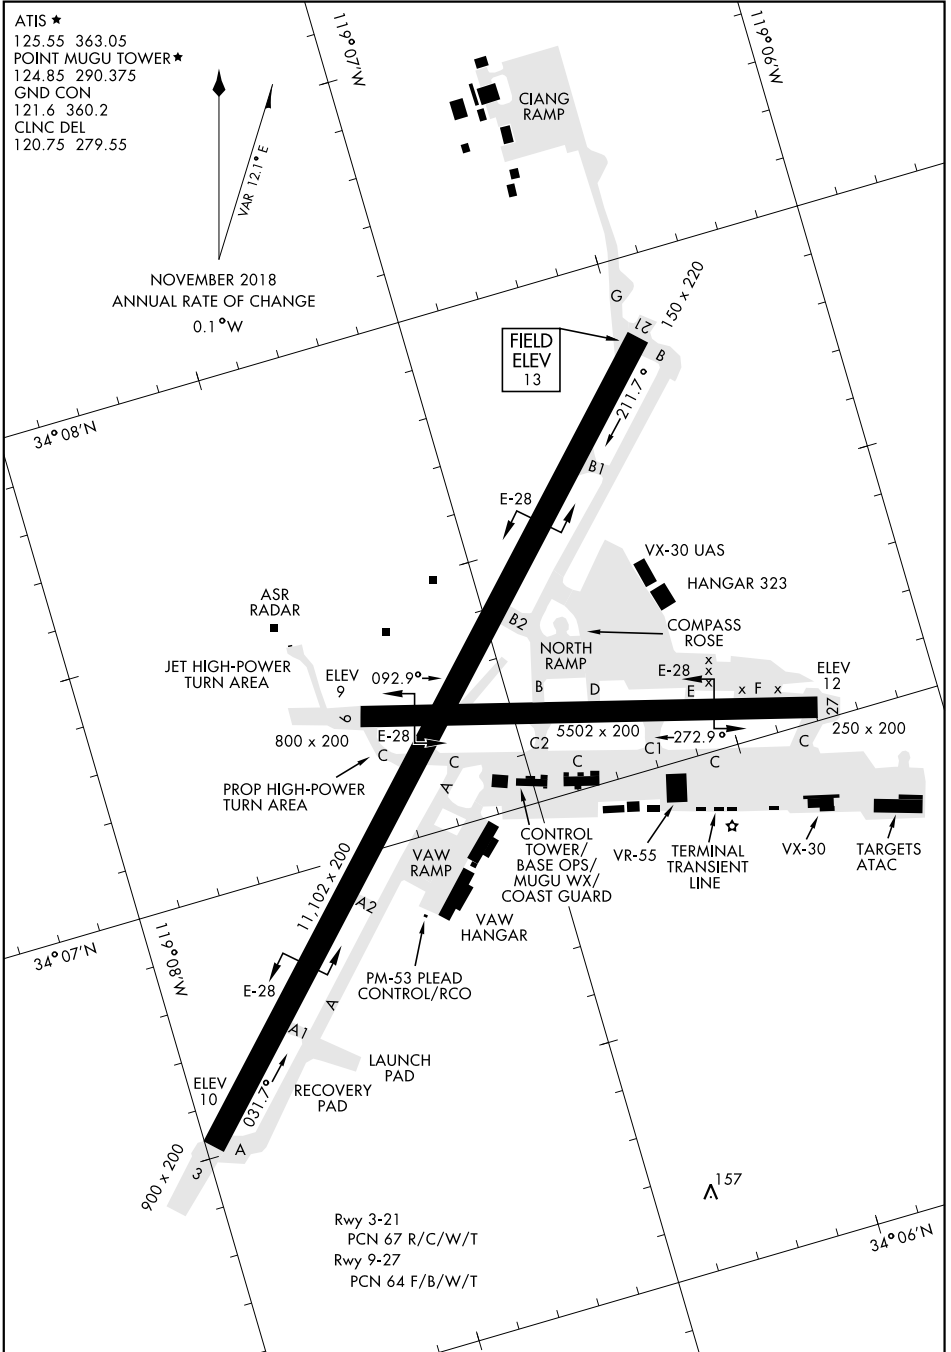 ATIS ★
125.55 363.05
POINT MUGU TOWER★
124.85 290.375
GND CON
121.6 360.2
CLNC DEL
120.75 279.55
VAR 12.1° E
NOVEMBER 2018
ANNUAL RATE OF CHANGE
0.1°W
119°07'W
119°06'W
CIANG
RAMP
G
21
150 x 220
FIELD
ELEV
13
B
211.7°
34°08'N
B1
E-28
VX-30 UAS
HANGAR 323
ASR
RADAR
B2
COMPASS
ROSE
NORTH
RAMP
JET HIGH-POWER
TURN AREA
ELEV
9
092.9°
E-28
x
x
x
ELEV
12
B
D
E
x F x
9
27
800 x 200
E-28
5502 x 200
272.9°
250 x 200
C
C
C2
C
C1
C
C
PROP HIGH-POWER
TURN AREA
A
CONTROL
TOWER/
BASE OPS/
MUGU WX/
COAST GUARD
VR-55
TERMINAL
TRANSIENT
LINE
VX-30
TARGETS
ATAC
VAW
RAMP
11,102 x 200
A2
VAW
HANGAR
34°07'N
119°08'W
E-28
PM-53 PLEAD
CONTROL/RCO
A
A1
LAUNCH
PAD
RECOVERY
PAD
ELEV
10
031.7°
A
3
900 x 200
157
Rwy 3-21
PCN 67 R/C/W/T
Rwy 9-27
PCN 64 F/B/W/T
34°06'N